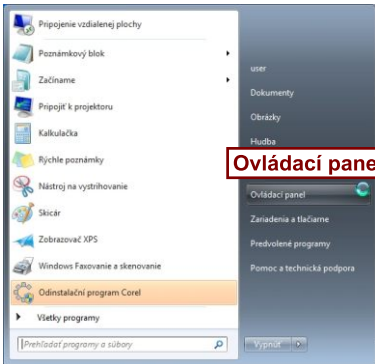 Pripojenie vzdialenej plochy
Poznámkový blok
Začíname
Pripojiť k projektoru
Kalkulačka
Rýchle poznámky
Nástroj na vystrihovanie
Skicár
Zobrazovač XPS
Windows Faxovanie a skenovanie
Odinštalační program Corel
Všetky programy
Prehľadať programy a súbory
user
Dokumenty
Obrázky
Hudba
Ovládací pane
Ovládací panel
Zariadenia a tlačiarne
Predvolené programy
Pomoc a technická podpora
Vypnúť